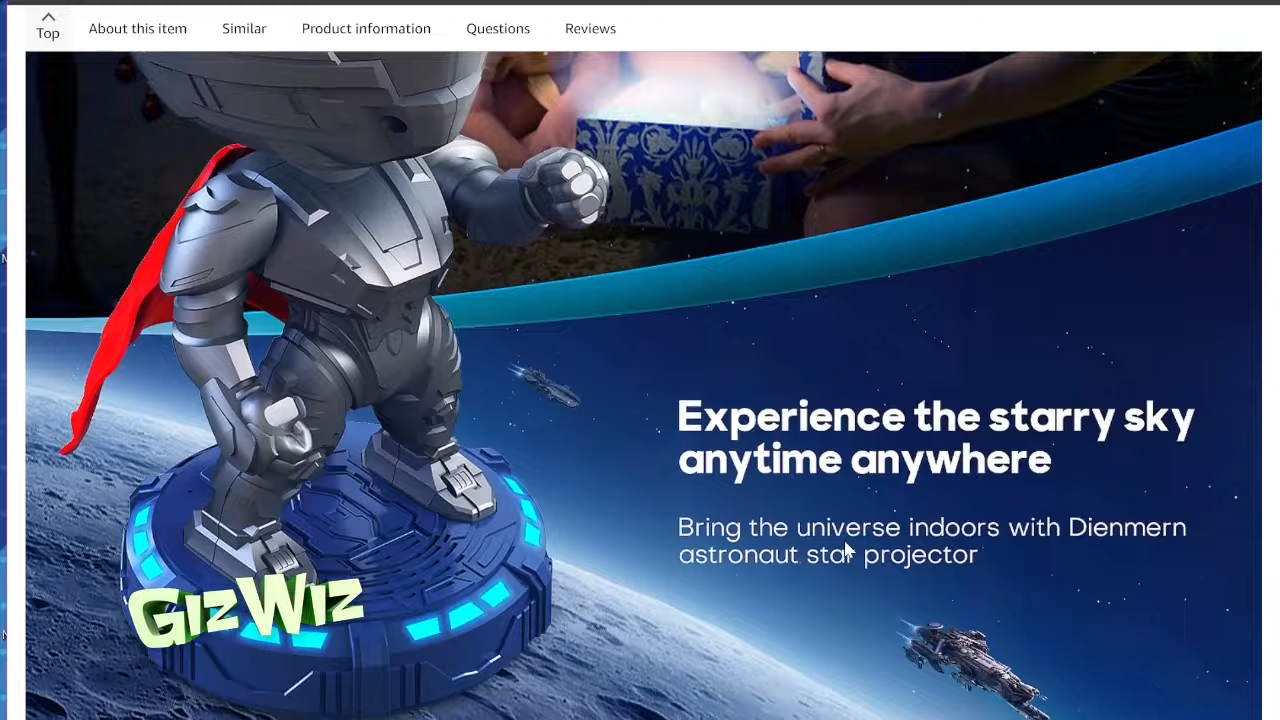 Top
About this item
Similar
Product information
Questions
Reviews
Experience the starry sky
anytime anywhere
Bring the universe indoors with Dienmern
astronaut star projector
GizWiz